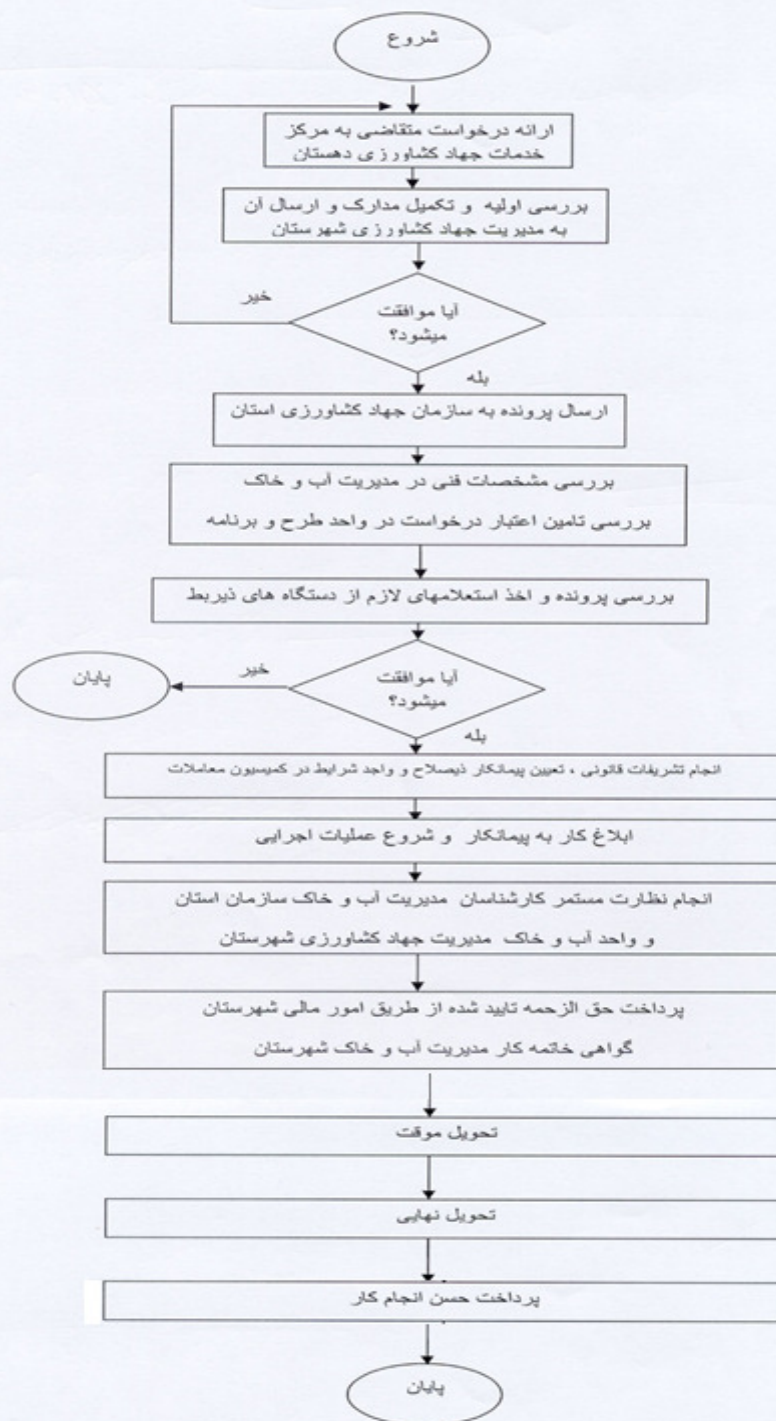 شروع
ارائه درخواست متقاضی به مرکز
خدمات جهاد کشاورزی دهستان
بررسی اولیه و تکمیل مدارک و ارسال آن
به مدیریت جهاد کشاورزی شهرستان
آیا موافقت
میشود؟
خیر
بله
ارسال پرونده به سازمان جهاد کشاورزی استان
بررسی مشخصات فنی در مدیریت آب و خاک
بررسی تامین اعتبار درخواست در واحد طرح و برنامه
بررسی پرونده و اخذ استعلامهای لازم از دستگاه های ذیربط
آیا موافقت
میشود؟
خیر
پایان
بله
انجام تشریفات قانونی ، تعیین پیمانکار ذیصلاح و واجد شرایط در کمیسیون معاملات
ابلاغ کار به پیمانکار و شروع عملیات اجرایی
انجام نظارت مستمر کارشناسان مدیریت آب و خاک سازمان استان
و واحد آب و خاک مدیریت جهاد کشاورزی شهرستان
پرداخت حق الزحمه تایید شده از طریق امور مالی شهرستان
گواهی خاتمه کار مدیریت آب و خاک شهرستان
تحویل موقت
تحویل نهایی
پرداخت حسن انجام کار
پایان